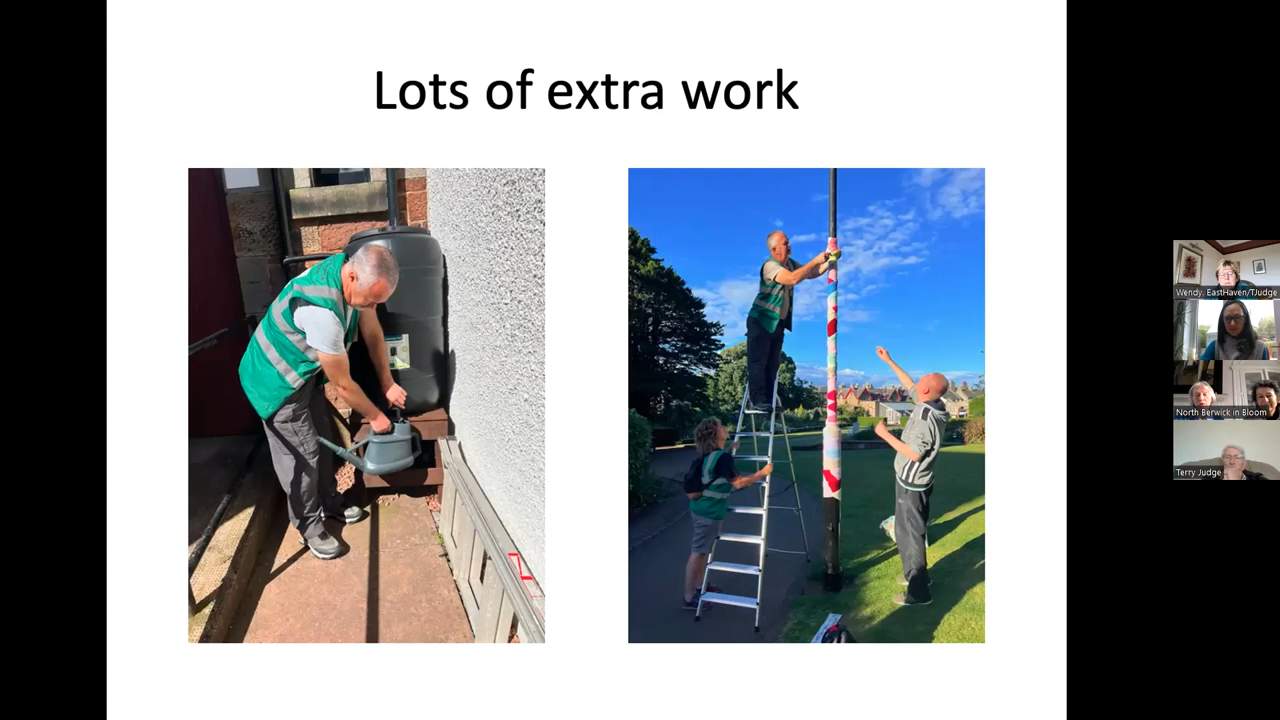 Lots of extra work
Wendy. EastHaven/TJudge
North Berwick in Bloom
Terry Judge